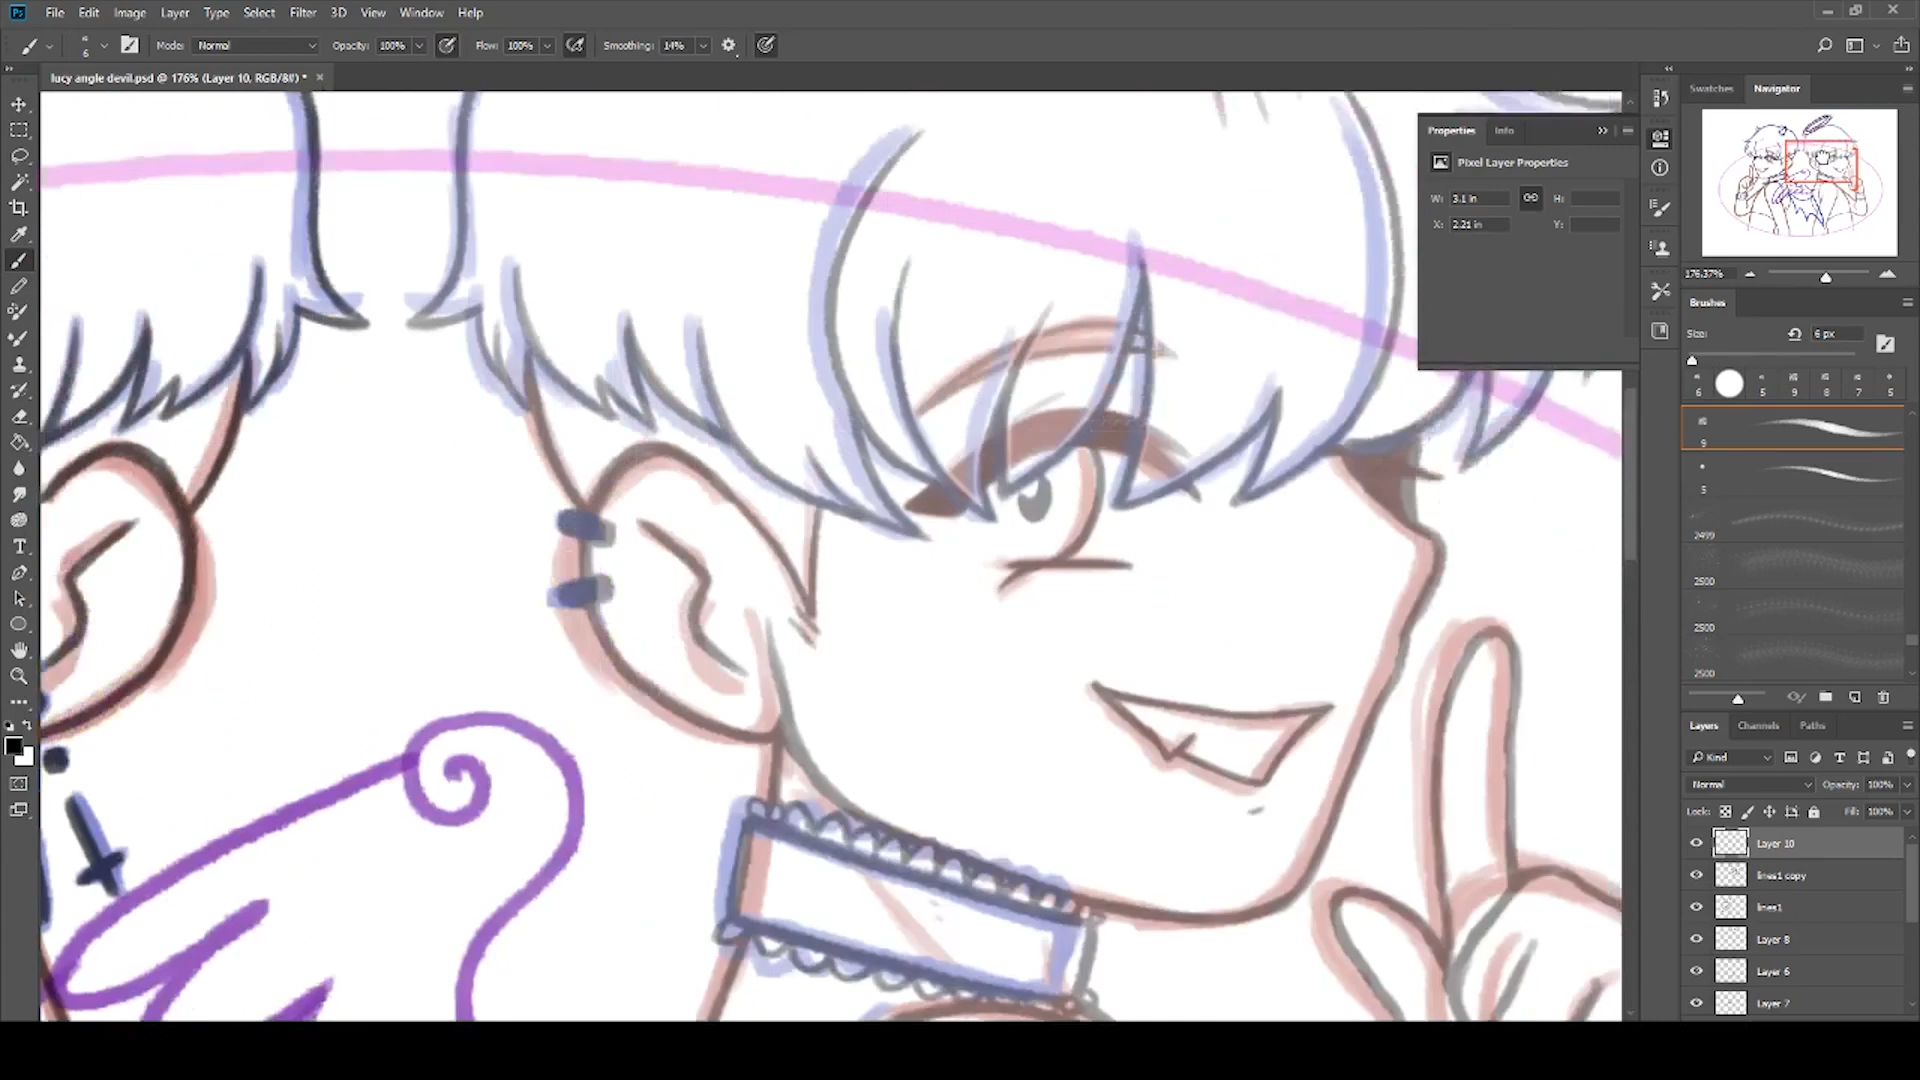 Ps File Edit Image Layer Type Select Filter 3D View Window Help
6 Mode: Normal Opacity: 100% Flow: 100% Smoothing: 14%
lucy angle devil.psd @ 176% (Layer 10, RGB/8#) * ×
Swatches Navigator
Properties Info
Pixel Layer Properties
W: 3.1 in H:
X: 2.21 in Y:
176.37%
Brushes
Size: 6 px
6 5 9 8 7 5
9
5
2499
2500
2500
2500
Layers Channels Paths
Kind
Normal Opacity: 100%
Lock: Fill: 100%
Layer 10
lines1 copy
lines1
Layer 8
Layer 6
Layer 7